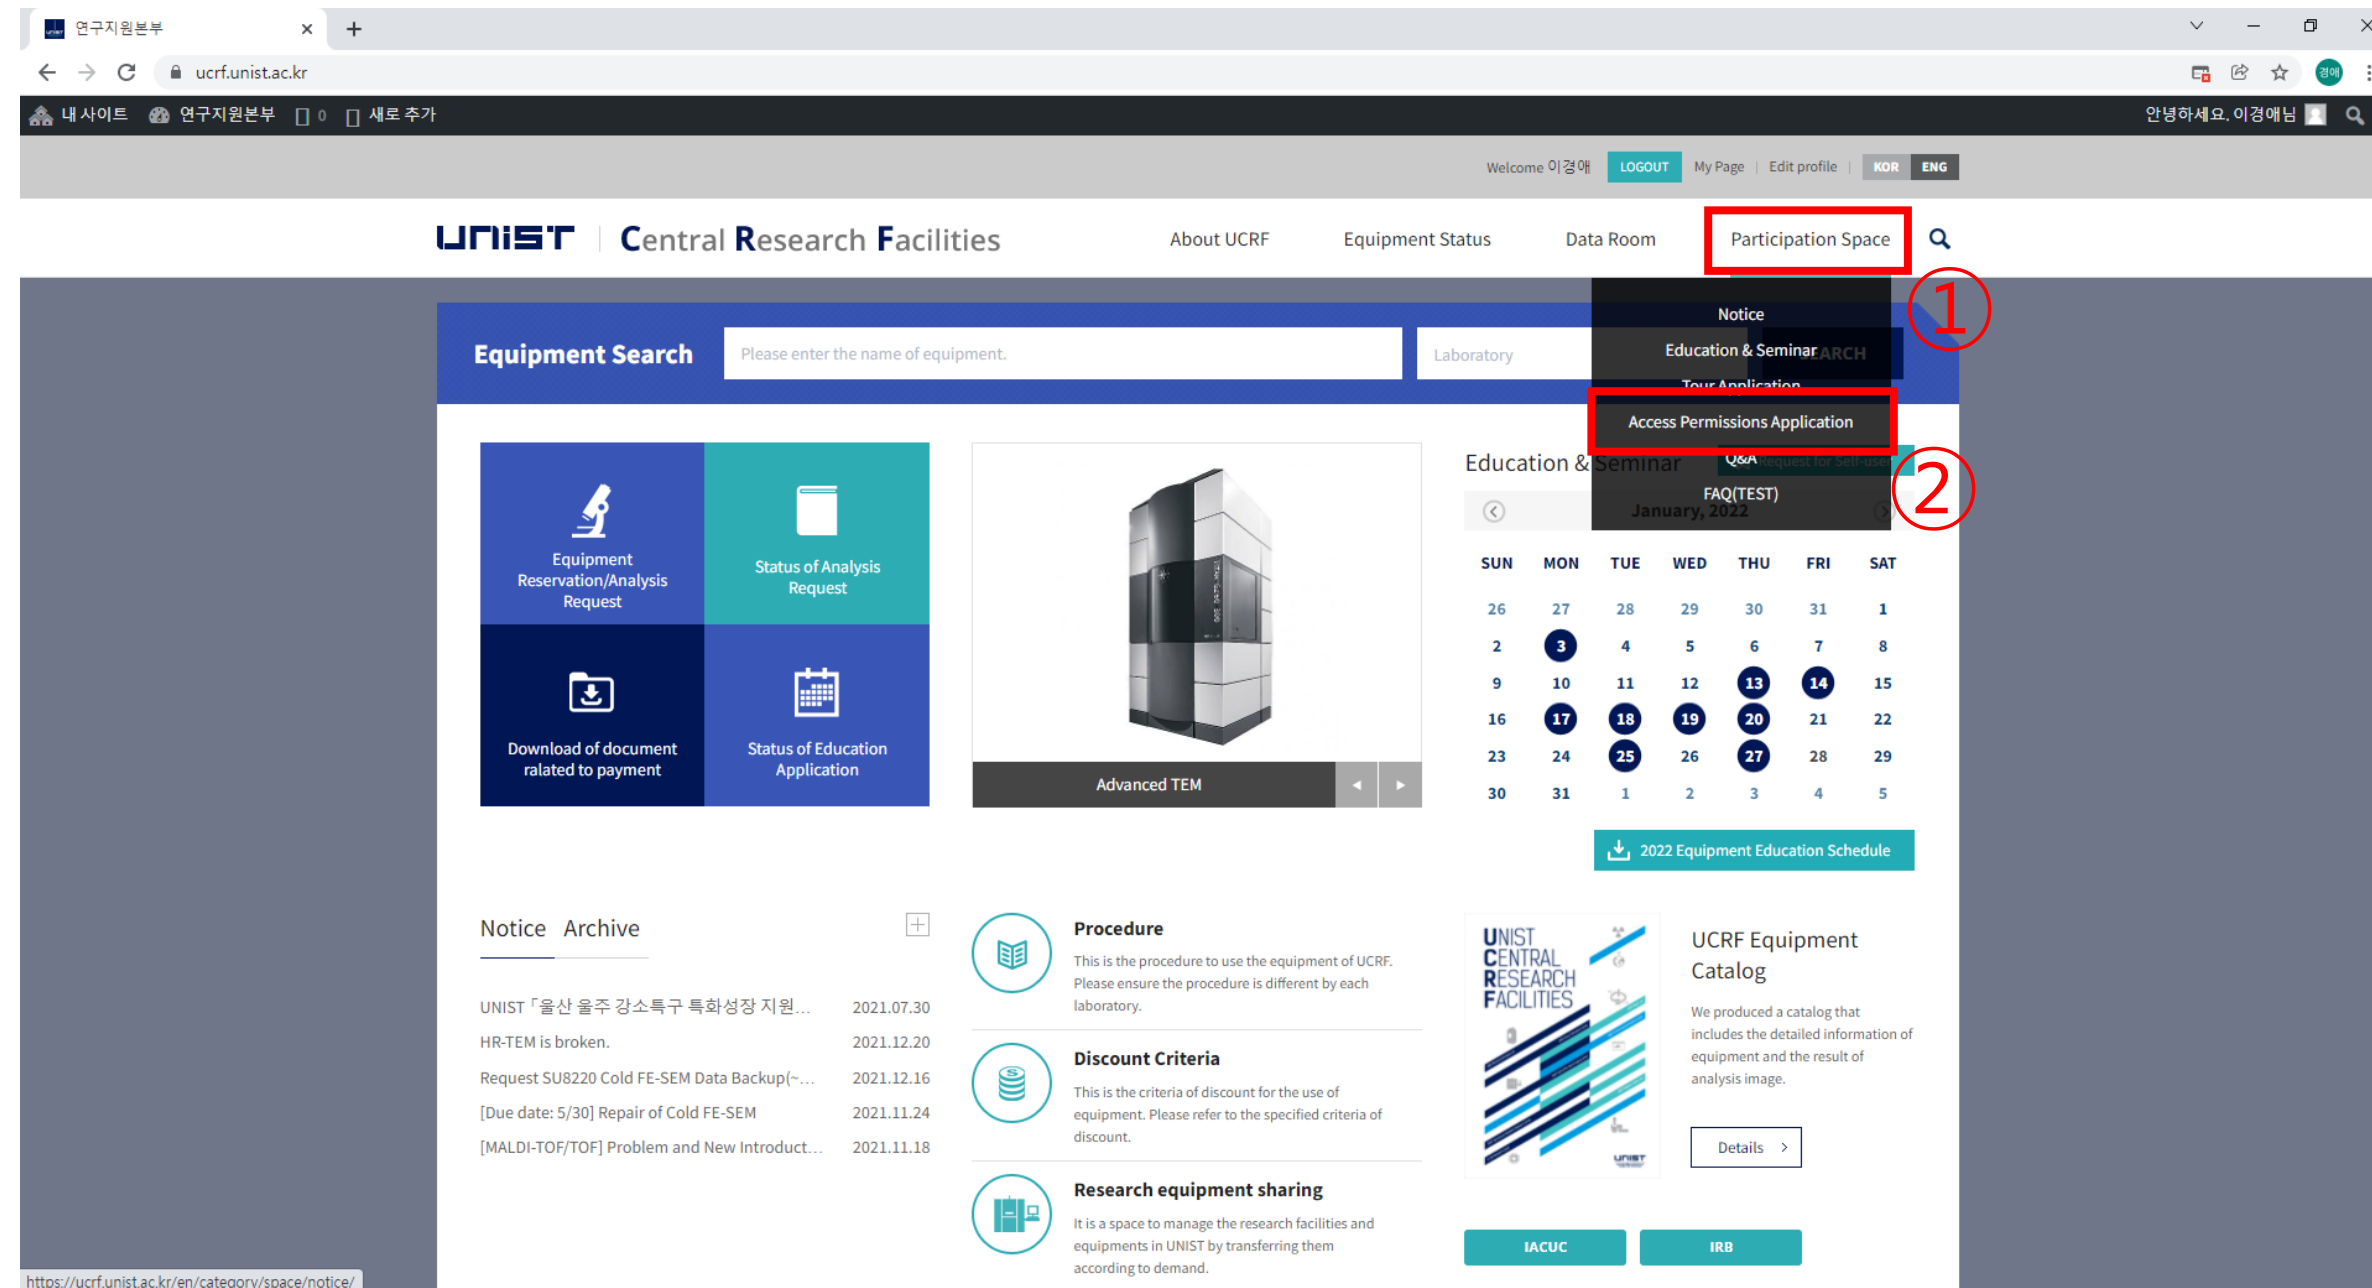 연구지원본부
ucrf.unist.ac.kr
경애
내 사이트 연구지원본부 0 새로 추가
안녕하세요. 이경애님
Welcome 이경애 LOGOUT My Page | Edit profile | KOR ENG
UNIST | Central Research Facilities
About UCRF Equipment Status Data Room Participation Space
①
Notice
Education & Seminar
Tour Application
Access Permissions Application
Q&A
FAQ(TEST)
②
Equipment Search Please enter the name of equipment. Laboratory SEARCH
Equipment
Reservation/Analysis
Request
Status of Analysis
Request
Download of document
ralated to payment
Status of Education
Application
Advanced TEM
Education & Seminar
Request for Self-user
January, 2022
SUN MON TUE WED THU FRI SAT
26 27 28 29 30 31 1
2 3 4 5 6 7 8
9 10 11 12 13 14 15
16 17 18 19 20 21 22
23 24 25 26 27 28 29
30 31 1 2 3 4 5
2022 Equipment Education Schedule
Notice Archive
UNIST「울산 울주 강소특구 특화성장 지원... 2021.07.30
HR-TEM is broken. 2021.12.20
Request SU8220 Cold FE-SEM Data Backup(~... 2021.12.16
[Due date: 5/30] Repair of Cold FE-SEM 2021.11.24
[MALDI-TOF/TOF] Problem and New Introduct... 2021.11.18
Procedure
This is the procedure to use the equipment of UCRF.
Please ensure the procedure is different by each
laboratory.
Discount Criteria
This is the criteria of discount for the use of
equipment. Please refer to the specified criteria of
discount.
Research equipment sharing
It is a space to manage the research facilities and
equipments in UNIST by transferring them
according to demand.
UNIST
CENTRAL
RESEARCH
FACILITIES
UNIST
UCRF Equipment
Catalog
We produced a catalog that
includes the detailed information of
equipment and the result of
analysis image.
Details >
IACUC IRB
https://ucrf.unist.ac.kr/en/category/space/notice/